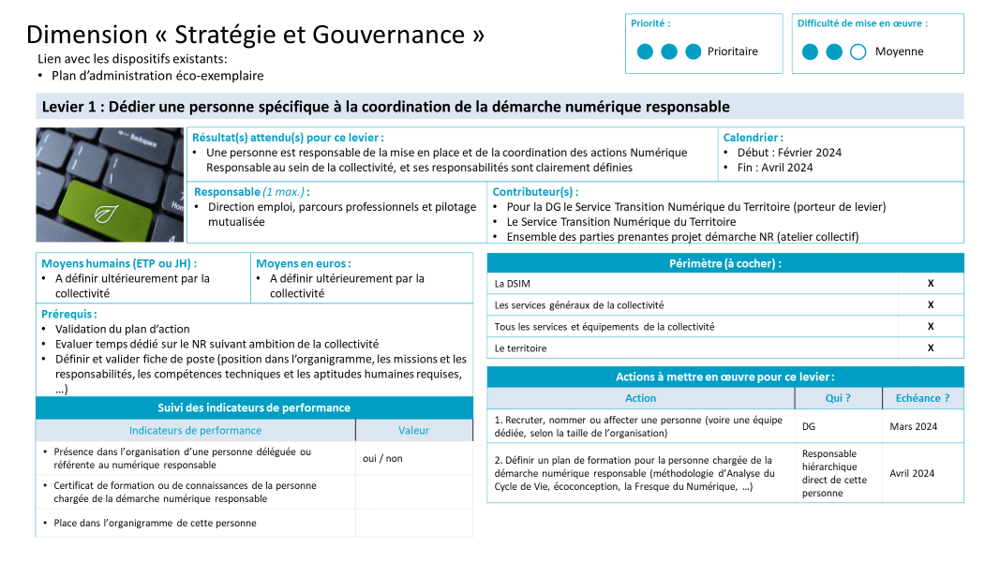 Dimension « Stratégie et Gouvernance »
Lien avec les dispositifs existants:
• Plan d'administration éco-exemplaire
Priorité :
Prioritaire
Difficulté de mise en œuvre :
Moyenne
Levier 1 : Dédier une personne spécifique à la coordination de la démarche numérique responsable
Backspace
Home
Résultat(s) attendu(s) pour ce levier :
• Une personne est responsable de la mise en place et de la coordination des actions Numérique
Responsable au sein de la collectivité, et ses responsabilités sont clairement définies
Calendrier :
• Début : Février 2024
• Fin : Avril 2024
Responsable (1 max.) :
• Direction emploi, parcours professionnels et pilotage
mutualisée
Contributeur(s) :
• Pour la DG le Service Transition Numérique du Territoire (porteur de levier)
• Le Service Transition Numérique du Territoire
• Ensemble des parties prenantes projet démarche NR (atelier collectif)
Moyens humains (ETP ou JH) :
• A définir ultérieurement par la
collectivité
Moyens en euros :
• A définir ultérieurement par la
collectivité
Prérequis :
• Validation du plan d'action
• Evaluer temps dédié sur le NR suivant ambition de la collectivité
• Définir et valider fiche de poste (position dans l'organigramme, les missions et les
responsabilités, les compétences techniques et les aptitudes humaines requises,
…)
Suivi des indicateurs de performance
Indicateurs de performance
Valeur
• Présence dans l'organisation d'une personne déléguée ou
référente au numérique responsable
oui / non
• Certificat de formation ou de connaissances de la personne
chargée de la démarche numérique responsable
• Place dans l'organigramme de cette personne
Périmètre (à cocher) :
La DSIM X
Les services généraux de la collectivité X
Tous les services et équipements de la collectivité X
Le territoire X
Actions à mettre en œuvre pour ce levier :
Action Qui ? Echéance ?
1. Recruter, nommer ou affecter une personne (voire une équipe
dédiée, selon la taille de l'organisation)
DG
Mars 2024
2. Définir un plan de formation pour la personne chargée de la
démarche numérique responsable (méthodologie d'Analyse du
Cycle de Vie, écoconception, la Fresque du Numérique, …)
Responsable
hiérarchique
direct de cette
personne
Avril 2024